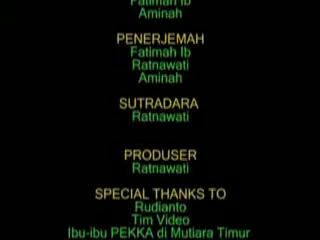 Fatimah Ib
Aminah
PENERJEMAH
Fatimah Ib
Ratnawati
Aminah
SUTRADARA
Ratnawati
PRODUSER
Ratnawati
SPECIAL THANKS TO
Rudianto
Tim Video
Ibu-ibu PEKKA di Mutiara Timur